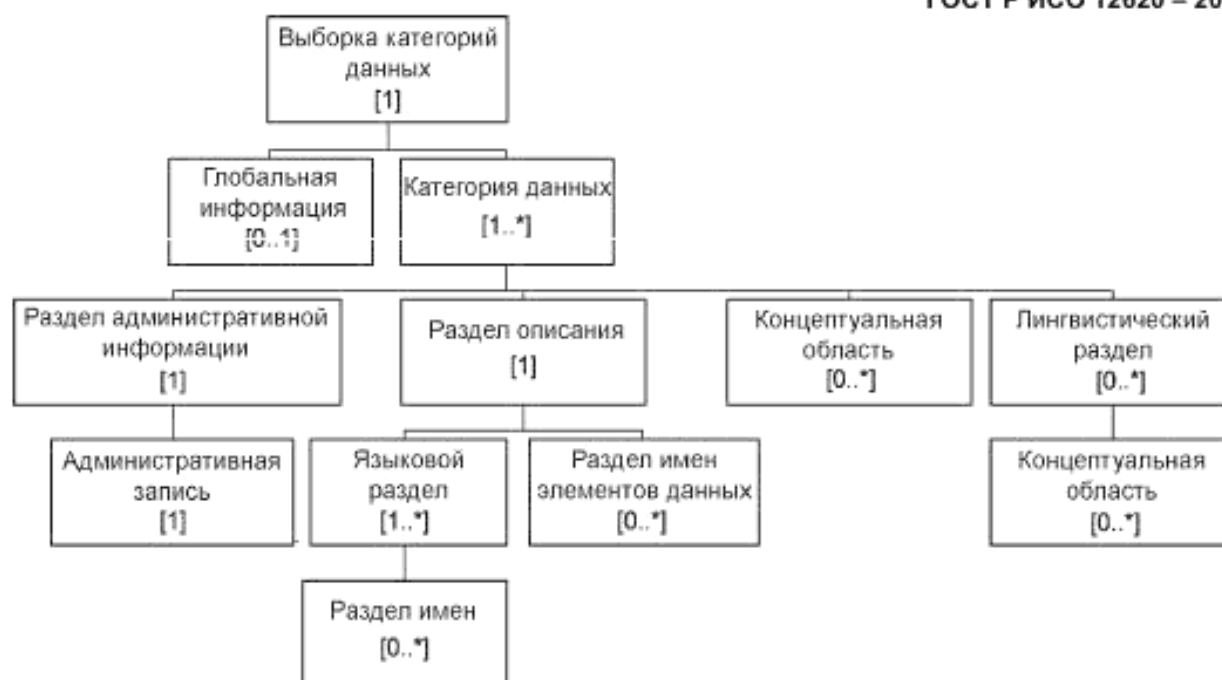 ГОСТ Р ИСО 12620 – 20
Выборка категорий
данных
[1]
Глобальная
информация
[0..1]
Категория данных
[1..*]
Раздел административной
информации
[1]
Раздел описания
[1]
Концептуальная
область
[0..*]
Лингвистический
раздел
[0..*]
Административная
запись
[1]
Языковой
раздел
[1..*]
Раздел имен
элементов данных
[0..*]
Концептуальная
область
[0..*]
Раздел имен
[0..*]